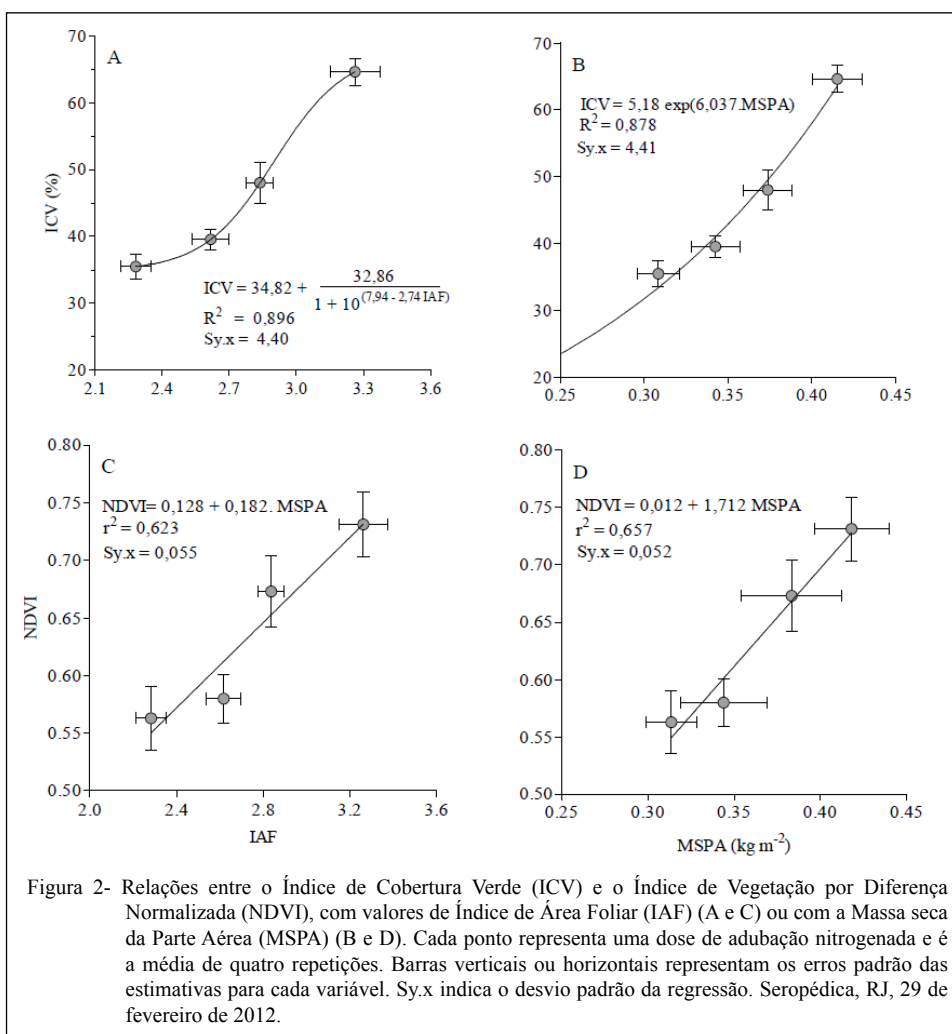 A
ICV (%)
70
60
50
40
30
20
ICV = 34,82 + 32,86
1 + 10^(7,94 - 2,74 IAF)
R² = 0,896
Sy.x = 4,40
2.1 2.4 2.7 3.0 3.3 3.6
B
70
60
50
40
30
20
ICV = 5,18 exp(6,037.MSPA)
R² = 0,878
Sy.x = 4,41
0.25 0.30 0.35 0.40 0.45
C
NDVI
0.80
0.75
0.70
0.65
0.60
0.55
0.50
NDVI= 0,128 + 0,182. MSPA
r² = 0,623
Sy.x = 0,055
2.0 2.4 2.8 3.2 3.6
IAF
D
0.80
0.75
0.70
0.65
0.60
0.55
0.50
NDVI = 0,012 + 1,712 MSPA
r² = 0,657
Sy.x = 0,052
0.25 0.30 0.35 0.40 0.45
MSPA (kg m⁻²)
Figura 2- Relações entre o Índice de Cobertura Verde (ICV) e o Índice de Vegetação por Diferença
Normalizada (NDVI), com valores de Índice de Área Foliar (IAF) (A e C) ou com a Massa seca
da Parte Aérea (MSPA) (B e D). Cada ponto representa uma dose de adubação nitrogenada e é
a média de quatro repetições. Barras verticais ou horizontais representam os erros padrão das
estimativas para cada variável. Sy.x indica o desvio padrão da regressão. Seropédica, RJ, 29 de
fevereiro de 2012.